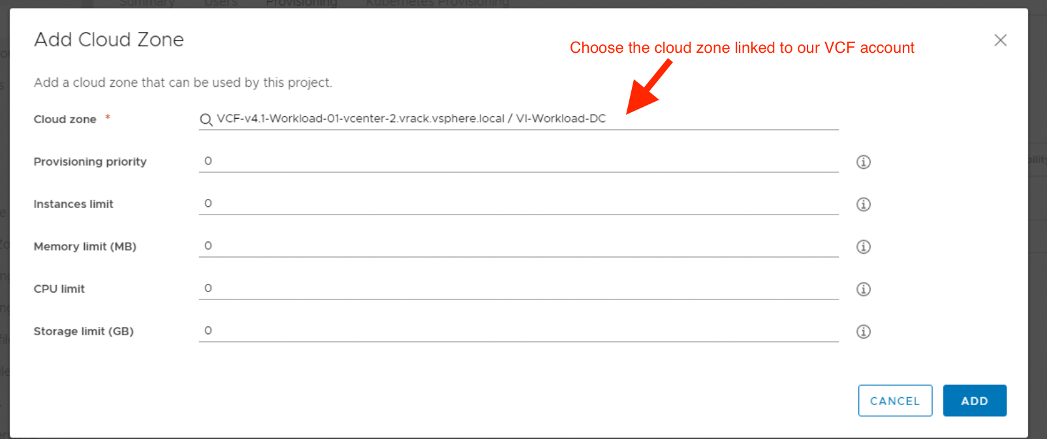 Summary Users Provisioning Kubernetes Provisioning
Add Cloud Zone
Choose the cloud zone linked to our VCF account
Add a cloud zone that can be used by this project.
Cloud zone * VCF-v4.1-Workload-01-vcenter-2.vrack.vsphere.local / VI-Workload-DC
Provisioning priority 0
Instances limit 0
Memory limit (MB) 0
CPU limit 0
Storage limit (GB) 0
CANCEL ADD